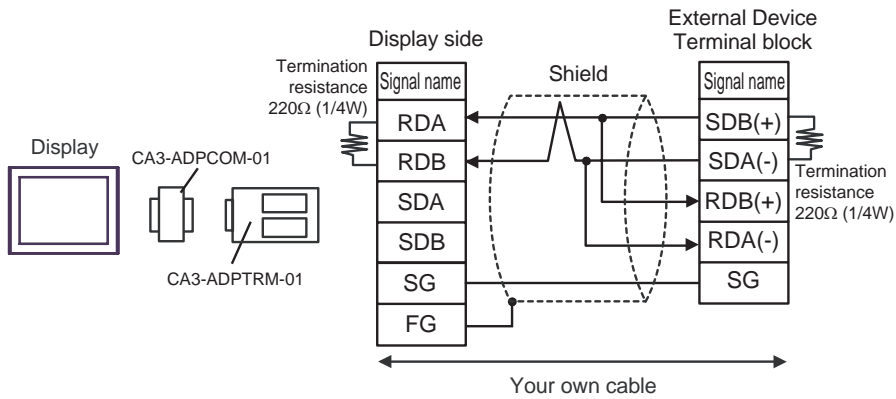 Display
CA3-ADPCOM-01
CA3-ADPTRM-01
Display side
Termination
resistance
220Ω (1/4W)
Signal name
RDA
RDB
SDA
SDB
SG
FG
Shield
External Device
Terminal block
Signal name
SDB(+)
SDA(-)
RDB(+)
RDA(-)
SG
Termination
resistance
220Ω (1/4W)
Your own cable